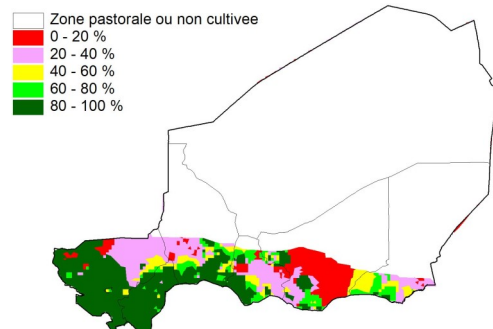 Zone pastorale ou non cultivee
0 - 20 %
20 - 40 %
40 - 60 %
60 - 80 %
80 - 100 %